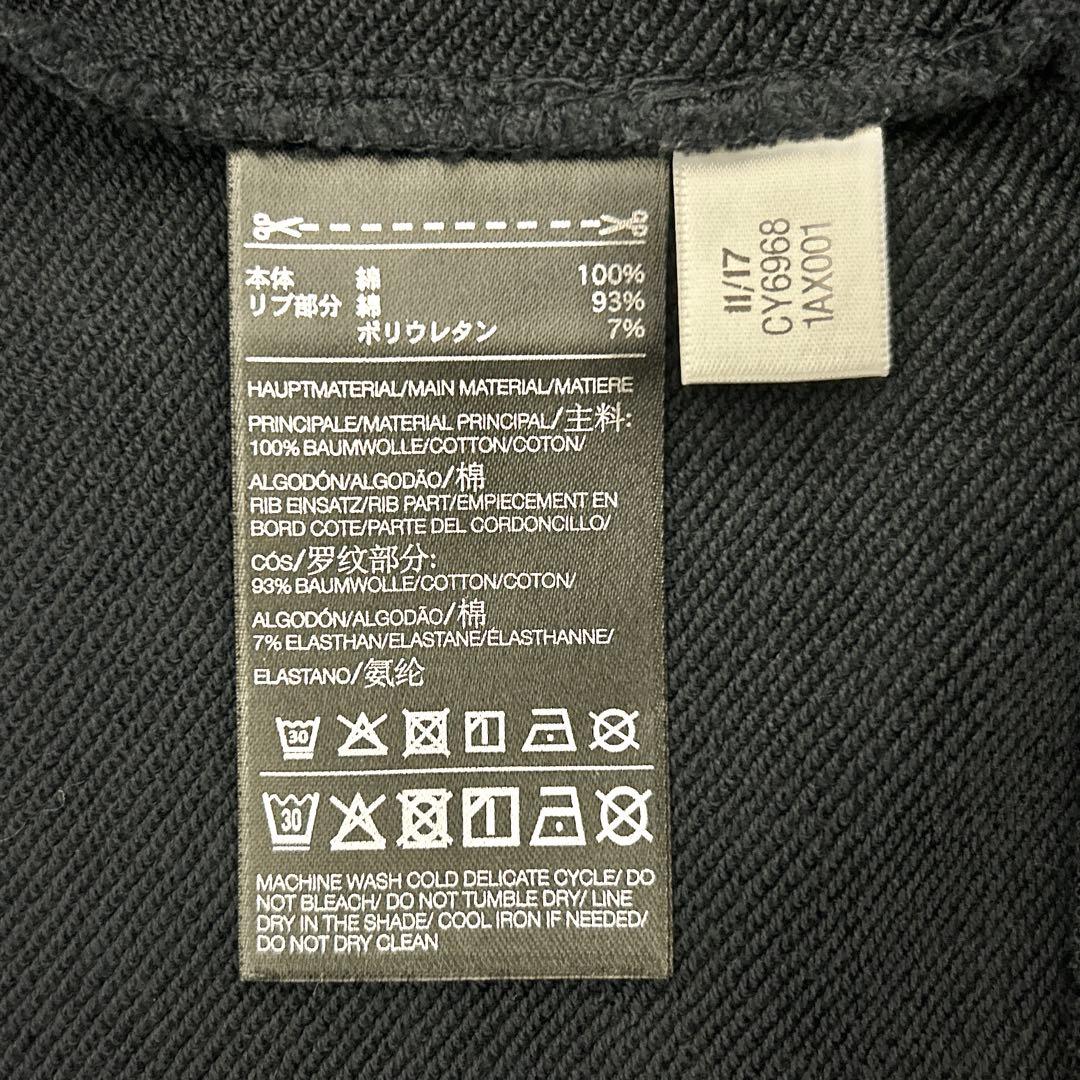 本体 綿 100%
リブ部分 綿 93%
ポリウレタン 7%
HAUPTMATERIAL/MAIN MATERIAL/MATIERE
PRINCIPALE/MATERIAL PRINCIPAL/主料:
100% BAUMWOLLE/COTTON/COTON/
ALGODÓN/ALGODÃO/棉
RIB EINSATZ/RIB PART/EMPIECEMENT EN
BORD COTE/PARTE DEL CORDONCILLO/
CÓS/罗纹部分:
93% BAUMWOLLE/COTTON/COTON/
ALGODÓN/ALGODÃO/棉
7% ELASTHAN/ELASTANE/ÉLASTHANNE/
ELASTANO/氨纶
30
30
MACHINE WASH COLD DELICATE CYCLE/ DO
NOT BLEACH/ DO NOT TUMBLE DRY/ LINE
DRY IN THE SHADE/ COOL IRON IF NEEDED/
DO NOT DRY CLEAN
11/17
CY6968
1AX001